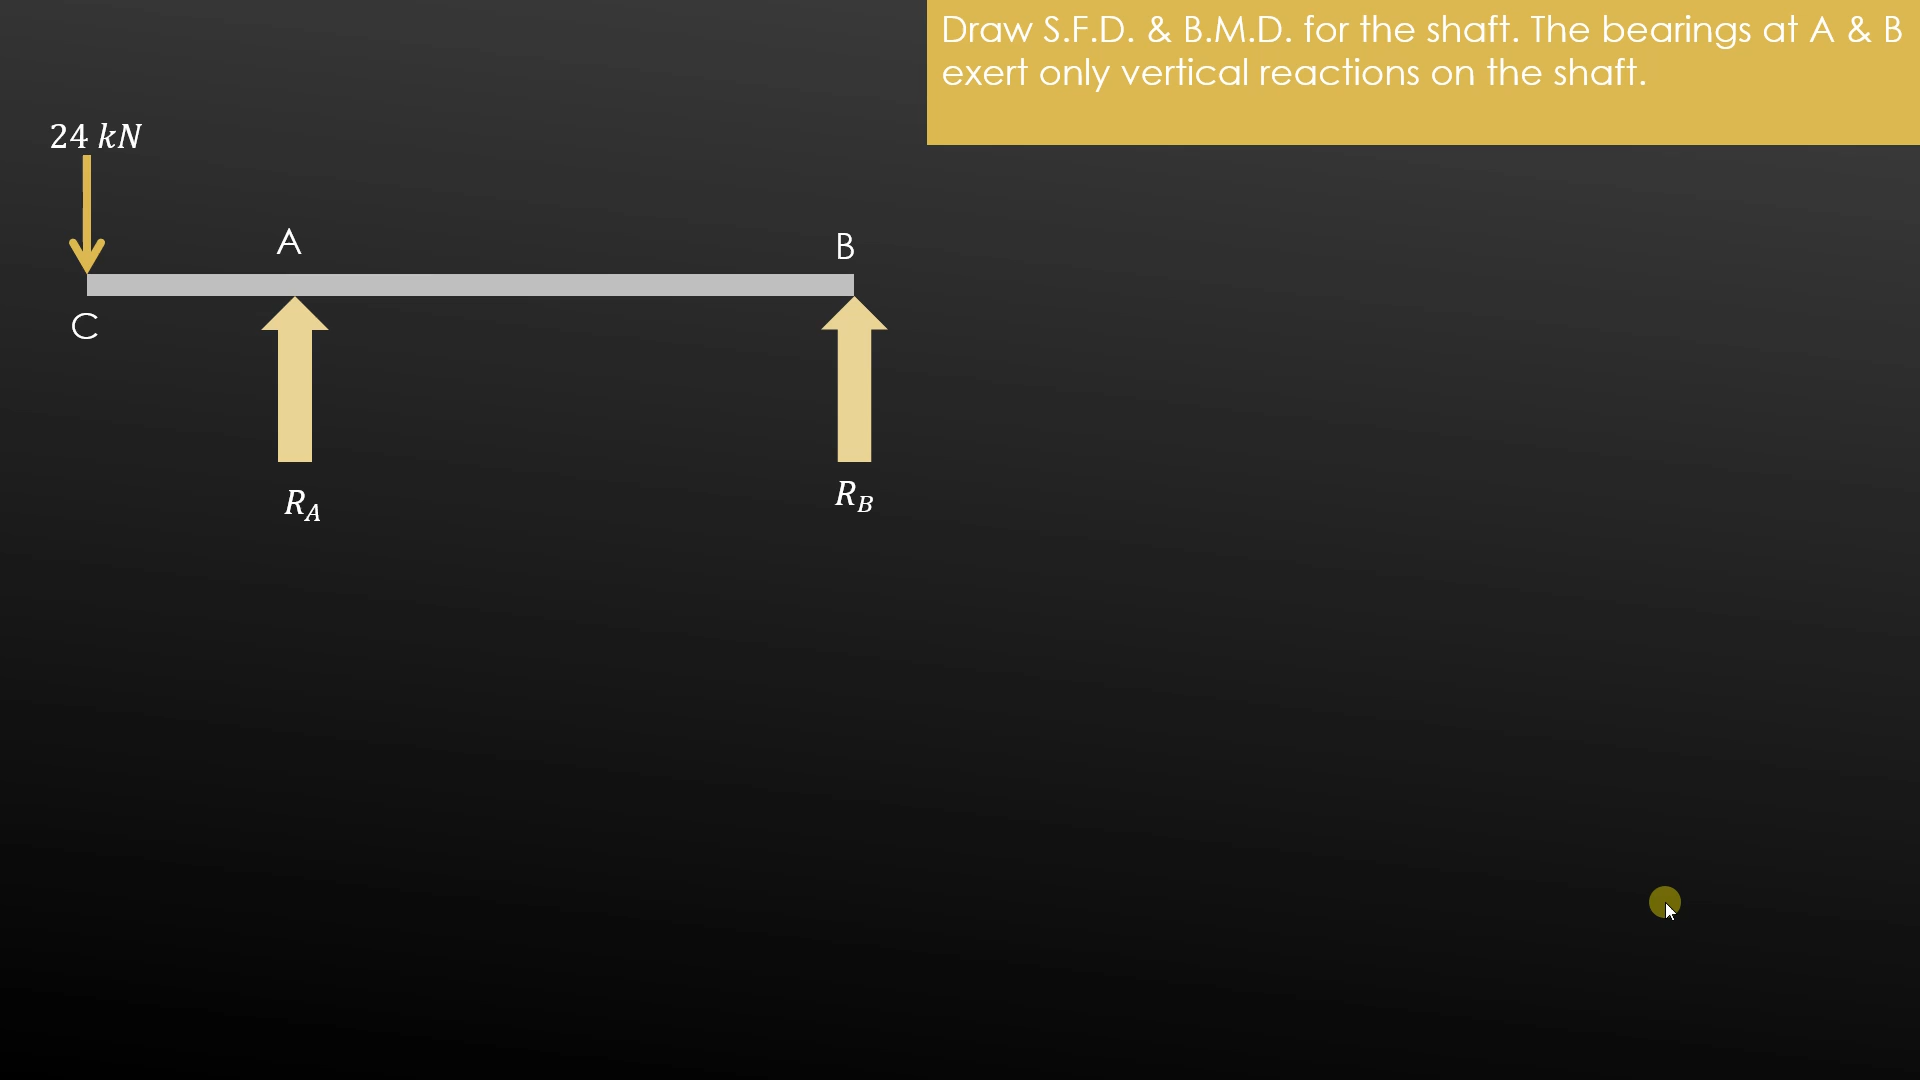 Draw S.F.D. & B.M.D. for the shaft. The bearings at A & B
exert only vertical reactions on the shaft.
24 kN
A
B
C
R_A
R_B